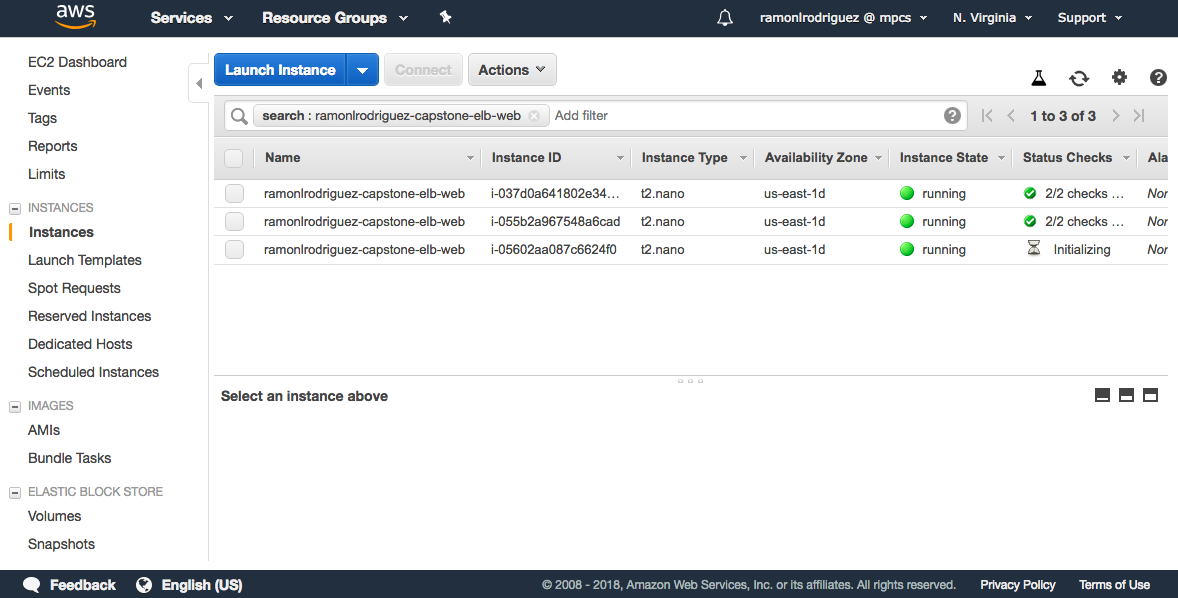 aws Services Resource Groups ramonlrodriguez @ mpcs N. Virginia Support
EC2 Dashboard
Events
Tags
Reports
Limits
INSTANCES
Instances
Launch Templates
Spot Requests
Reserved Instances
Dedicated Hosts
Scheduled Instances
IMAGES
AMIs
Bundle Tasks
ELASTIC BLOCK STORE
Volumes
Snapshots
Launch Instance Connect Actions
search : ramonlrodriguez-capstone-elb-web Add filter 1 to 3 of 3
Name Instance ID Instance Type Availability Zone Instance State Status Checks Ala
ramonlrodriguez-capstone-elb-web i-037d0a641802e34... t2.nano us-east-1d running 2/2 checks ... Nor
ramonlrodriguez-capstone-elb-web i-055b2a967548a6cad t2.nano us-east-1d running 2/2 checks ... Nor
ramonlrodriguez-capstone-elb-web i-05602aa087c6624f0 t2.nano us-east-1d running Initializing Nor
Select an instance above
Feedback English (US) © 2008 - 2018, Amazon Web Services, Inc. or its affiliates. All rights reserved. Privacy Policy Terms of Use